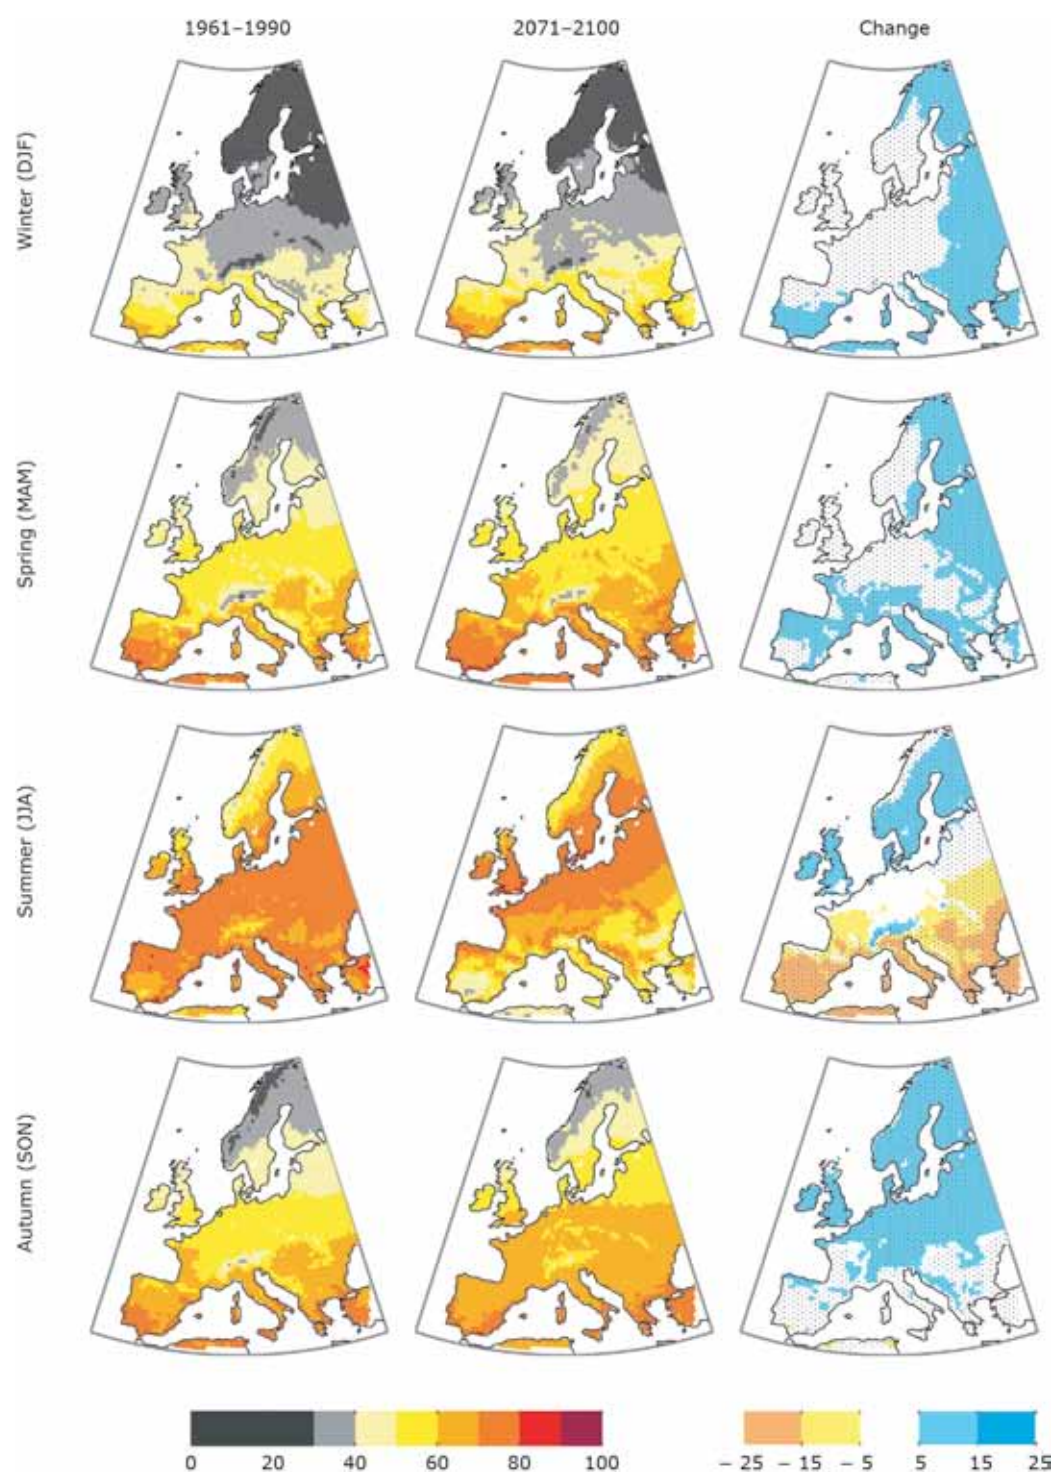 1961–1990 2071–2100 Change
Winter (DJF)
Spring (MAM)
Summer (JJA)
Autumn (SON)
0 20 40 60 80 100 – 25 – 15 – 5 5 15 25